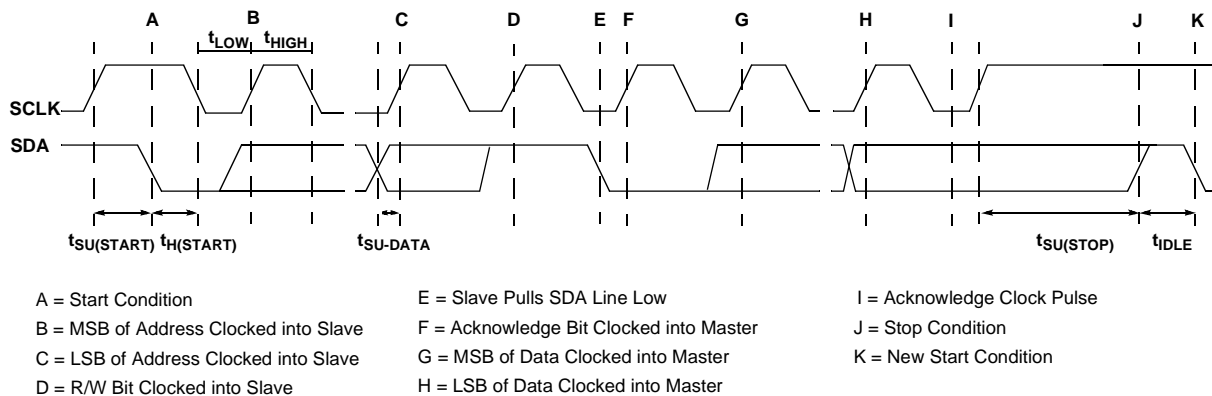 A B C D E F G H I J K
tLOW tHIGH
SCLK
SDA
tSU(START) tH(START) tSU-DATA tSU(STOP) tIDLE
A = Start Condition
B = MSB of Address Clocked into Slave
C = LSB of Address Clocked into Slave
D = R/W Bit Clocked into Slave
E = Slave Pulls SDA Line Low
F = Acknowledge Bit Clocked into Master
G = MSB of Data Clocked into Master
H = LSB of Data Clocked into Master
I = Acknowledge Clock Pulse
J = Stop Condition
K = New Start Condition